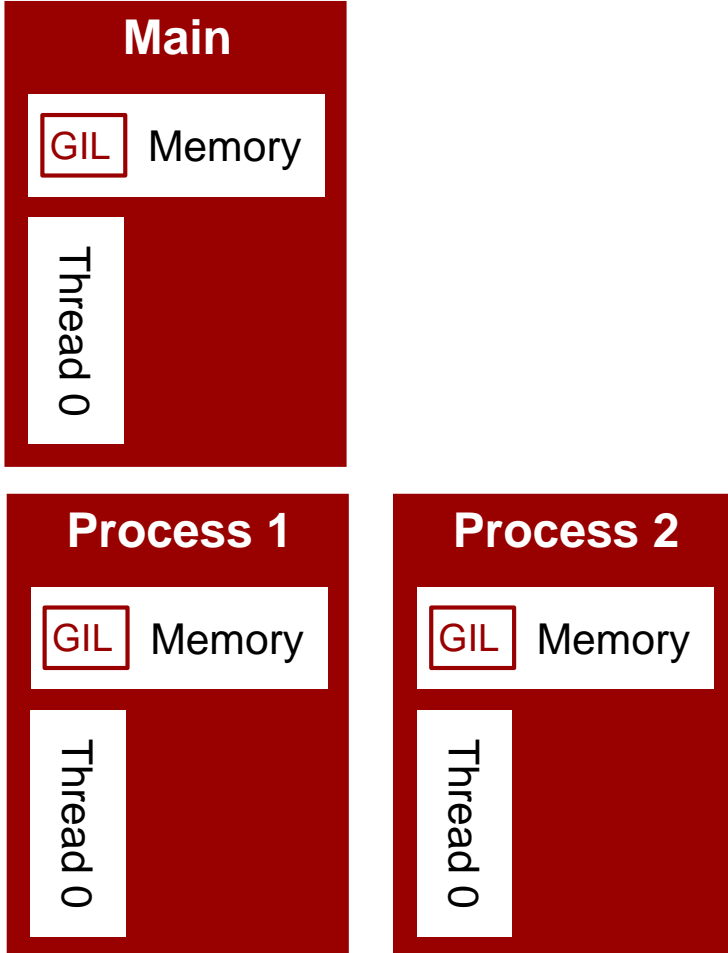 Main
GIL Memory
Thread 0
Process 1
GIL Memory
Thread 0
Process 2
GIL Memory
Thread 0